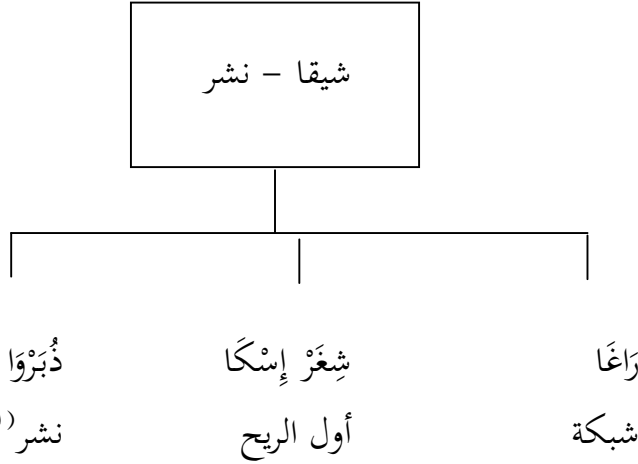 شيقا – نشر
رَاغَا شِغَرْ إِسْكَا ذُبَرْوَا
شبكة أول الريح نشر